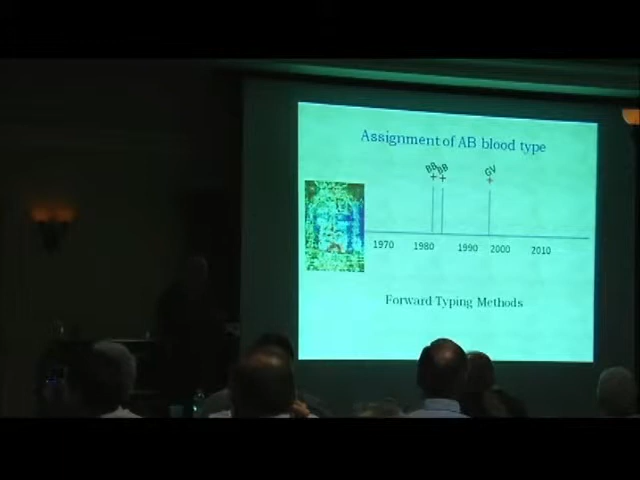 Assignment of AB blood type
BB BB GV
+ + +
1970 1980 1990 2000 2010
Forward Typing Methods